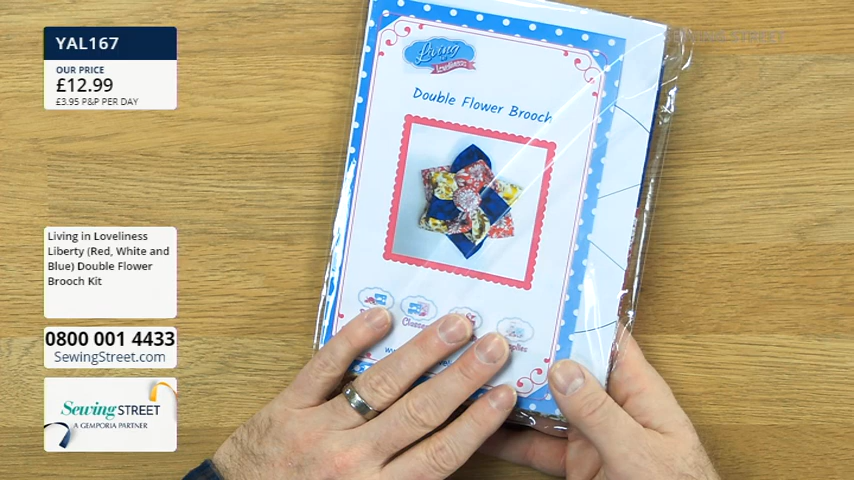 YAL167
OUR PRICE
£12.99
£3.95 P&P PER DAY
Living in Loveliness
Liberty (Red, White and
Blue) Double Flower
Brooch Kit
0800 001 4433
SewingStreet.com
Sewing STREET
A GEMPORIA PARTNER
Living
in
Loveliness
Double Flower Brooch